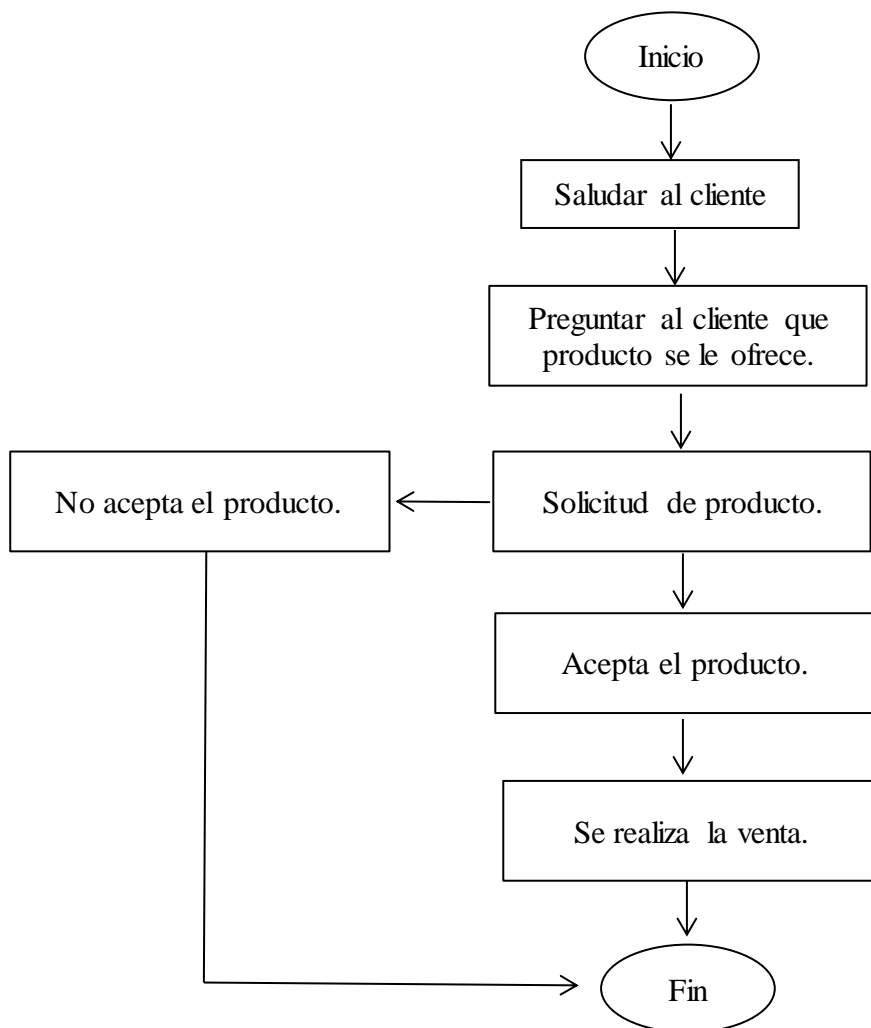 Inicio
Saludar al cliente
Preguntar al cliente que
producto se le ofrece.
No acepta el producto.
Solicitud de producto.
Acepta el producto.
Se realiza la venta.
Fin